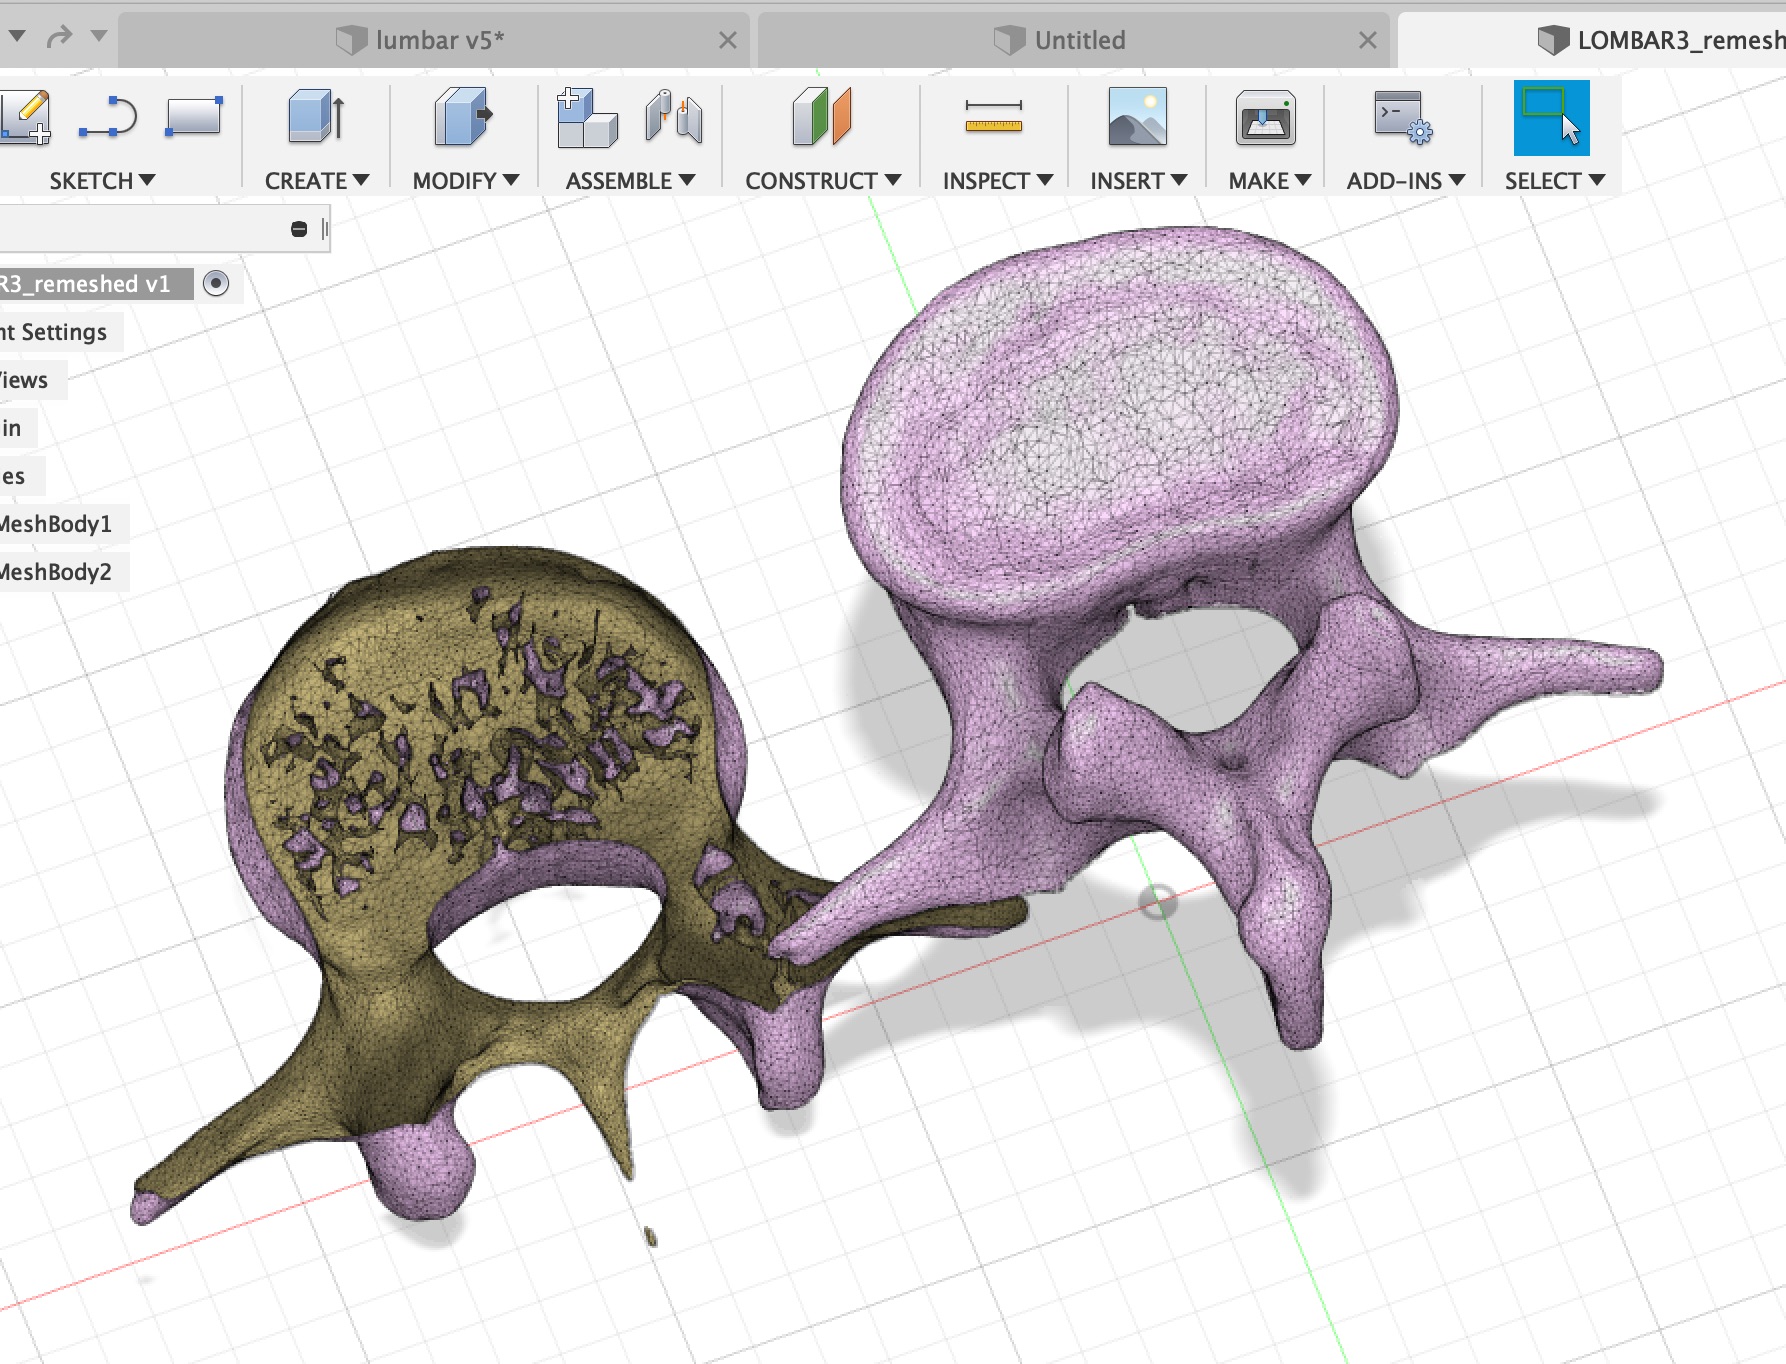 lumbar v5*
Untitled
LOMBAR3_remesh
SKETCH
CREATE
MODIFY
ASSEMBLE
CONSTRUCT
INSPECT
INSERT
MAKE
ADD-INS
SELECT
R3_remeshed v1
nt Settings
Views
in
es
MeshBody1
MeshBody2